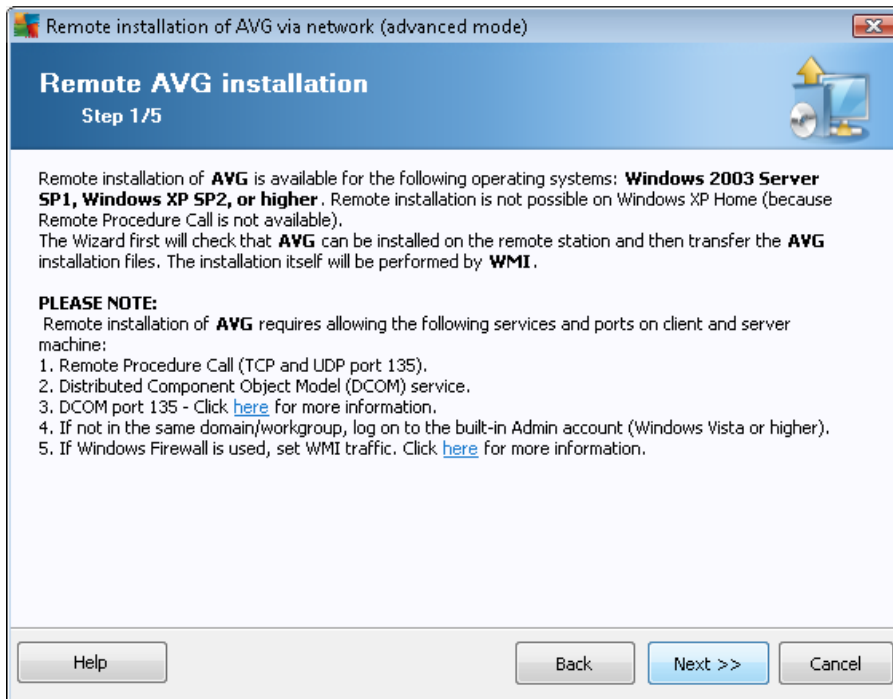 Remote installation of AVG via network (advanced mode)
Remote AVG installation
Step 1/5
Remote installation of AVG is available for the following operating systems: Windows 2003 Server
SP1, Windows XP SP2, or higher. Remote installation is not possible on Windows XP Home (because
Remote Procedure Call is not available).
The Wizard first will check that AVG can be installed on the remote station and then transfer the AVG
installation files. The installation itself will be performed by WMI.
PLEASE NOTE:
Remote installation of AVG requires allowing the following services and ports on client and server
machine:
1. Remote Procedure Call (TCP and UDP port 135).
2. Distributed Component Object Model (DCOM) service.
3. DCOM port 135 - Click here for more information.
4. If not in the same domain/workgroup, log on to the built-in Admin account (Windows Vista or higher).
5. If Windows Firewall is used, set WMI traffic. Click here for more information.
Help
Back
Next >>
Cancel